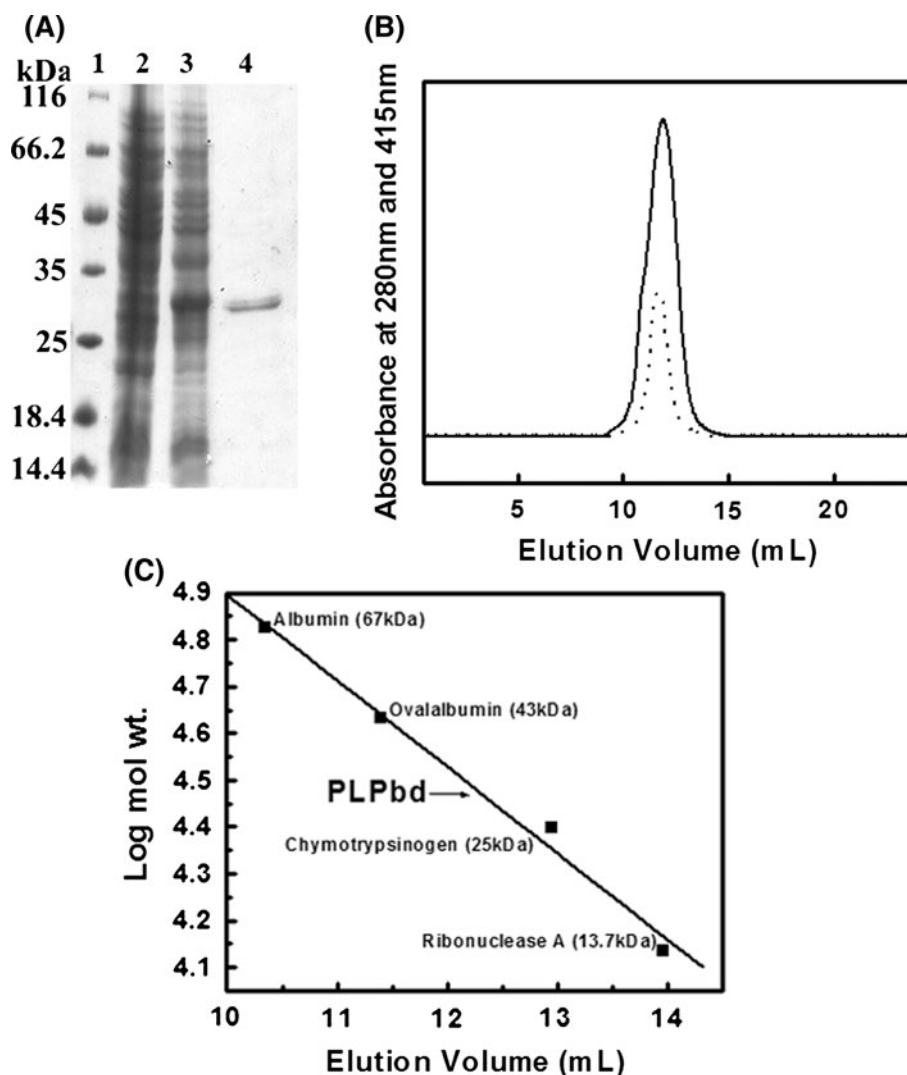 (A)
kDa 1 2 3 4
116
66.2
45
35
25
18.4
14.4
(B)
Absorbance at 280nm and 415nm
5 10 15 20
Elution Volume (mL)
(C)
Log mol wt.
4.9
4.8
4.7
4.6
4.5
4.4
4.3
4.2
4.1
Albumin (67kDa)
Ovalalbumin (43kDa)
PLPbd
Chymotrypsinogen (25kDa)
Ribonuclease A (13.7kDa)
10 11 12 13 14
Elution Volume (mL)